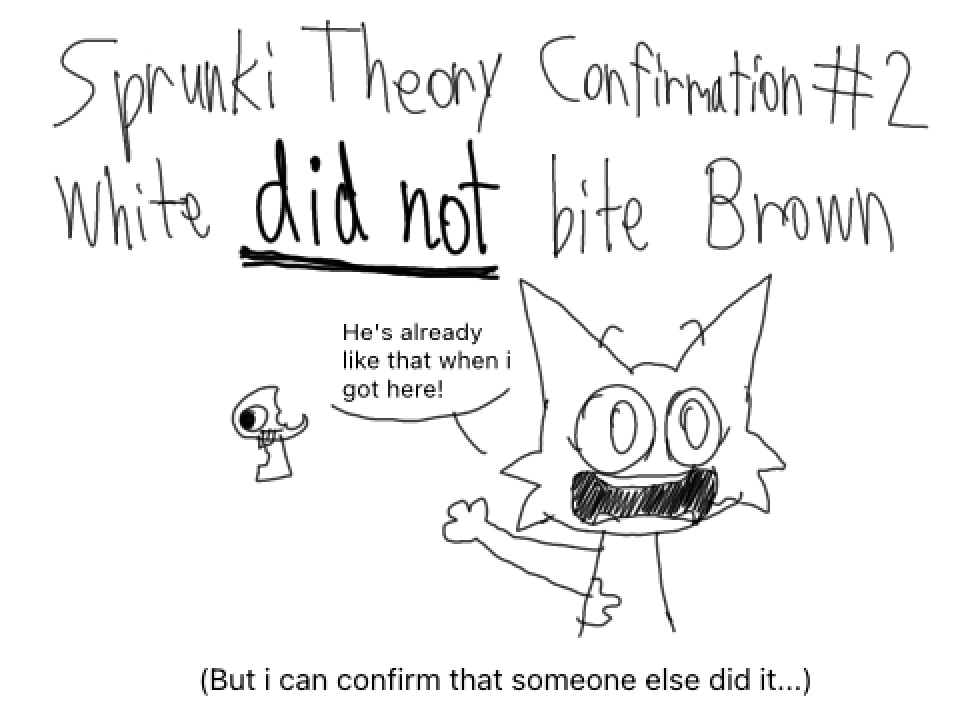 Sprunki Theory Confirmation #2
White did not bite Brown
He's already
like that when i
got here!
(But i can confirm that someone else did it...)